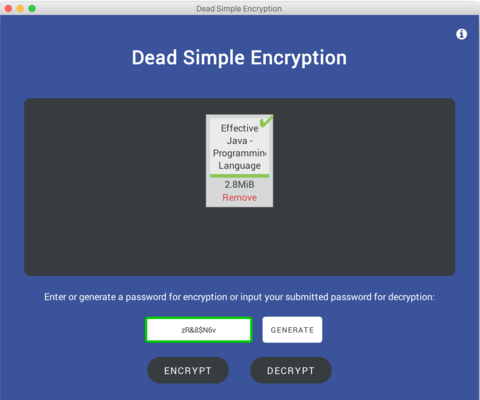 Dead Simple Encryption
Dead Simple Encryption
Effective
Java -
Programming
Language
2.8MiB
Remove
Enter or generate a password for encryption or input your submitted password for decryption:
zR&8$N6v
GENERATE
ENCRYPT
DECRYPT